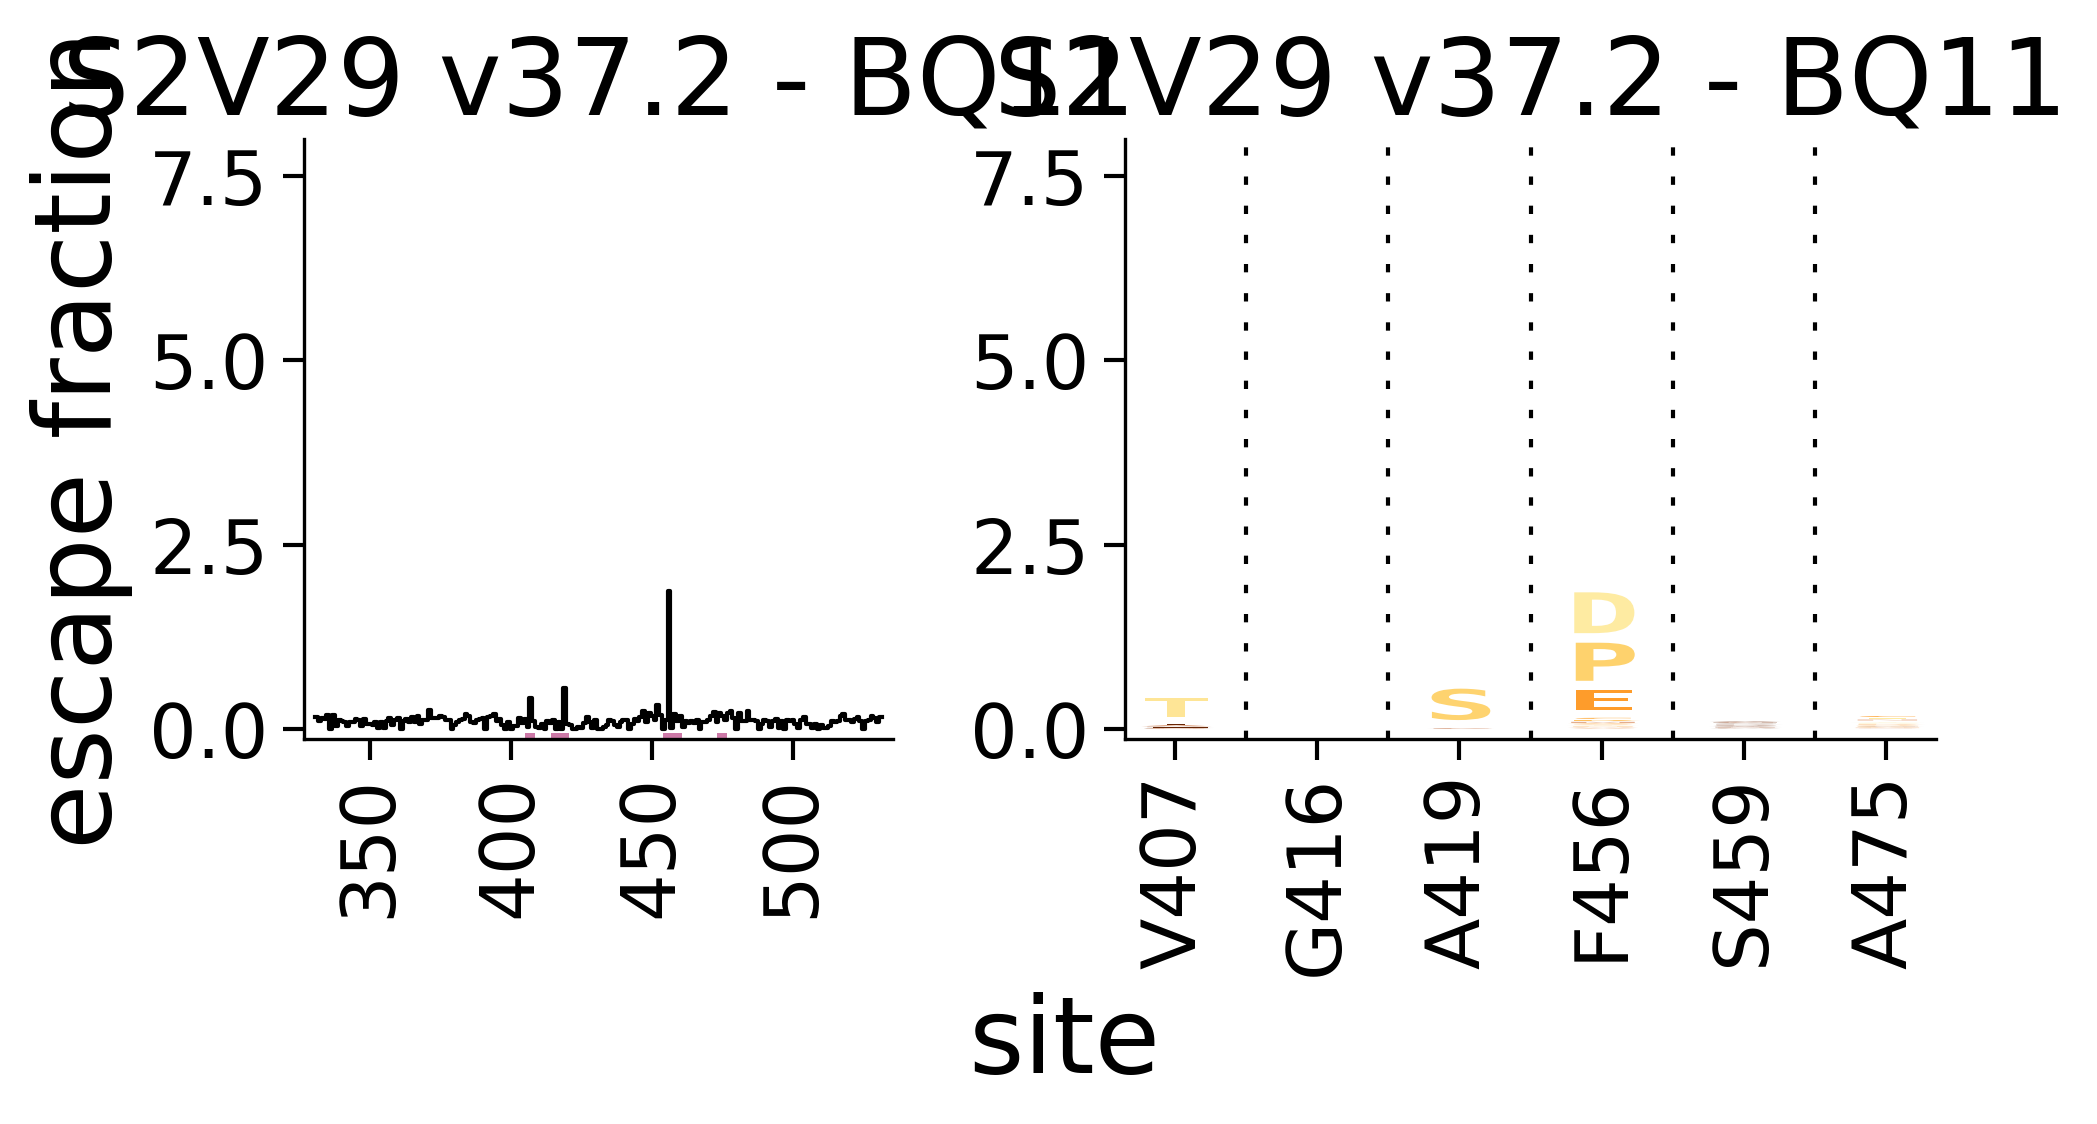 S2V29 v37.2 - BQ11
S2V29 v37.2 - BQ11
escape fraction
7.5
5.0
2.5
0.0
350
400
450
500
7.5
5.0
2.5
0.0
D
P
E
T
S
V407
G416
A419
F456
S459
A475
site